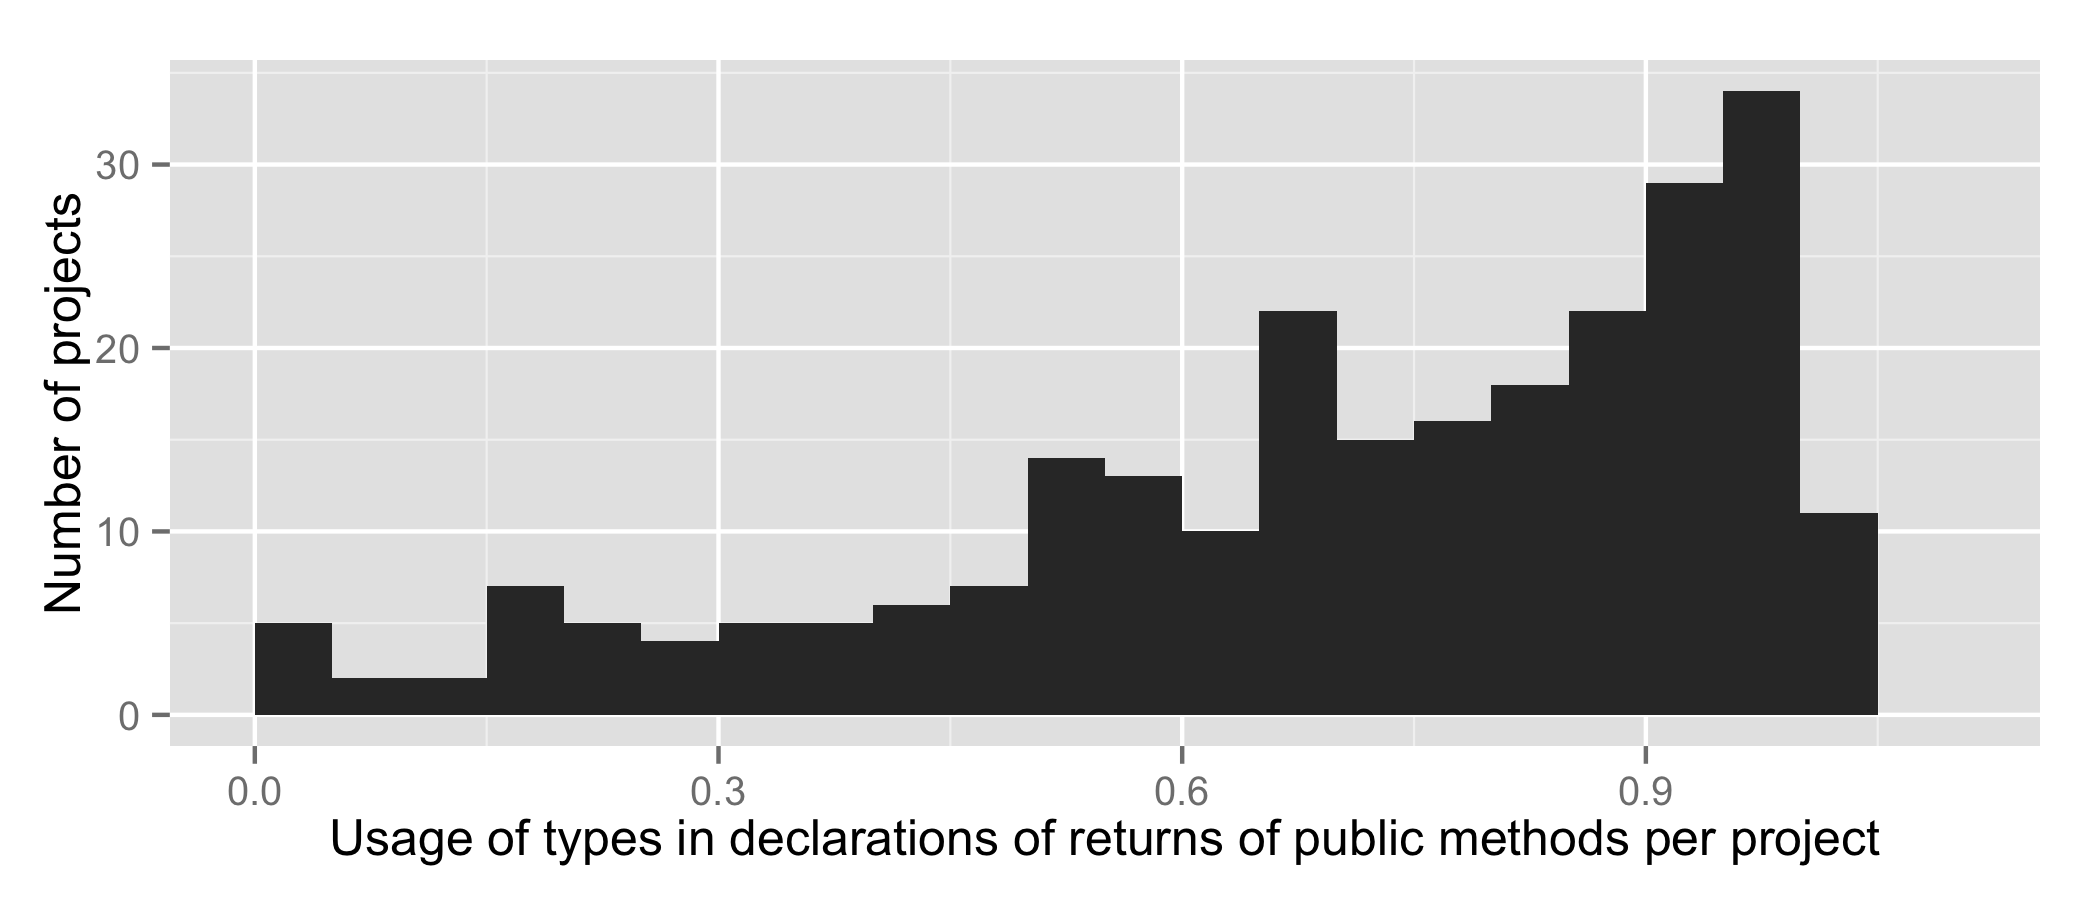 Number of projects
30
20
10
0
0.0 0.3 0.6 0.9
Usage of types in declarations of returns of public methods per project